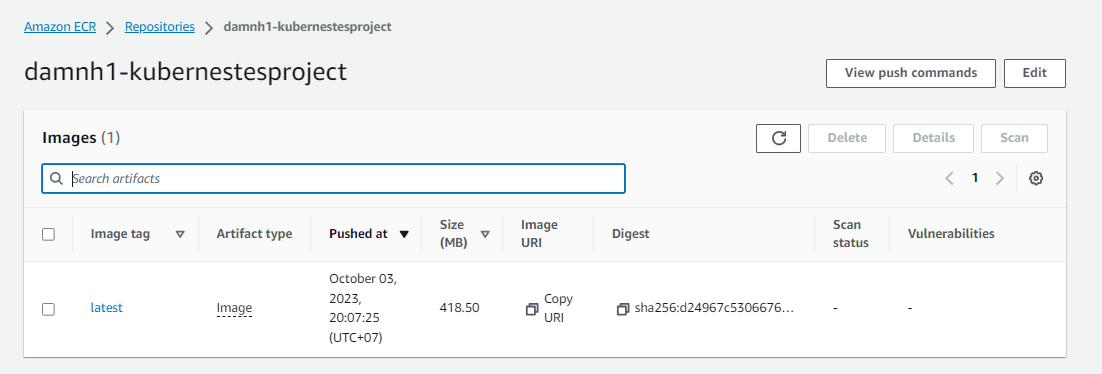 Amazon ECR > Repositories > damnh1-kubernestesproject
damnh1-kubernestesproject
View push commands
Edit
Images (1)
Delete
Details
Scan
Search artifacts
1
Image tag
Artifact type
Pushed at
Size
(MB)
Image
URI
Digest
Scan
status
Vulnerabilities
latest
Image
October 03,
2023,
20:07:25
(UTC+07)
418.50
Copy
URI
sha256:d24967c5306676...
-
-